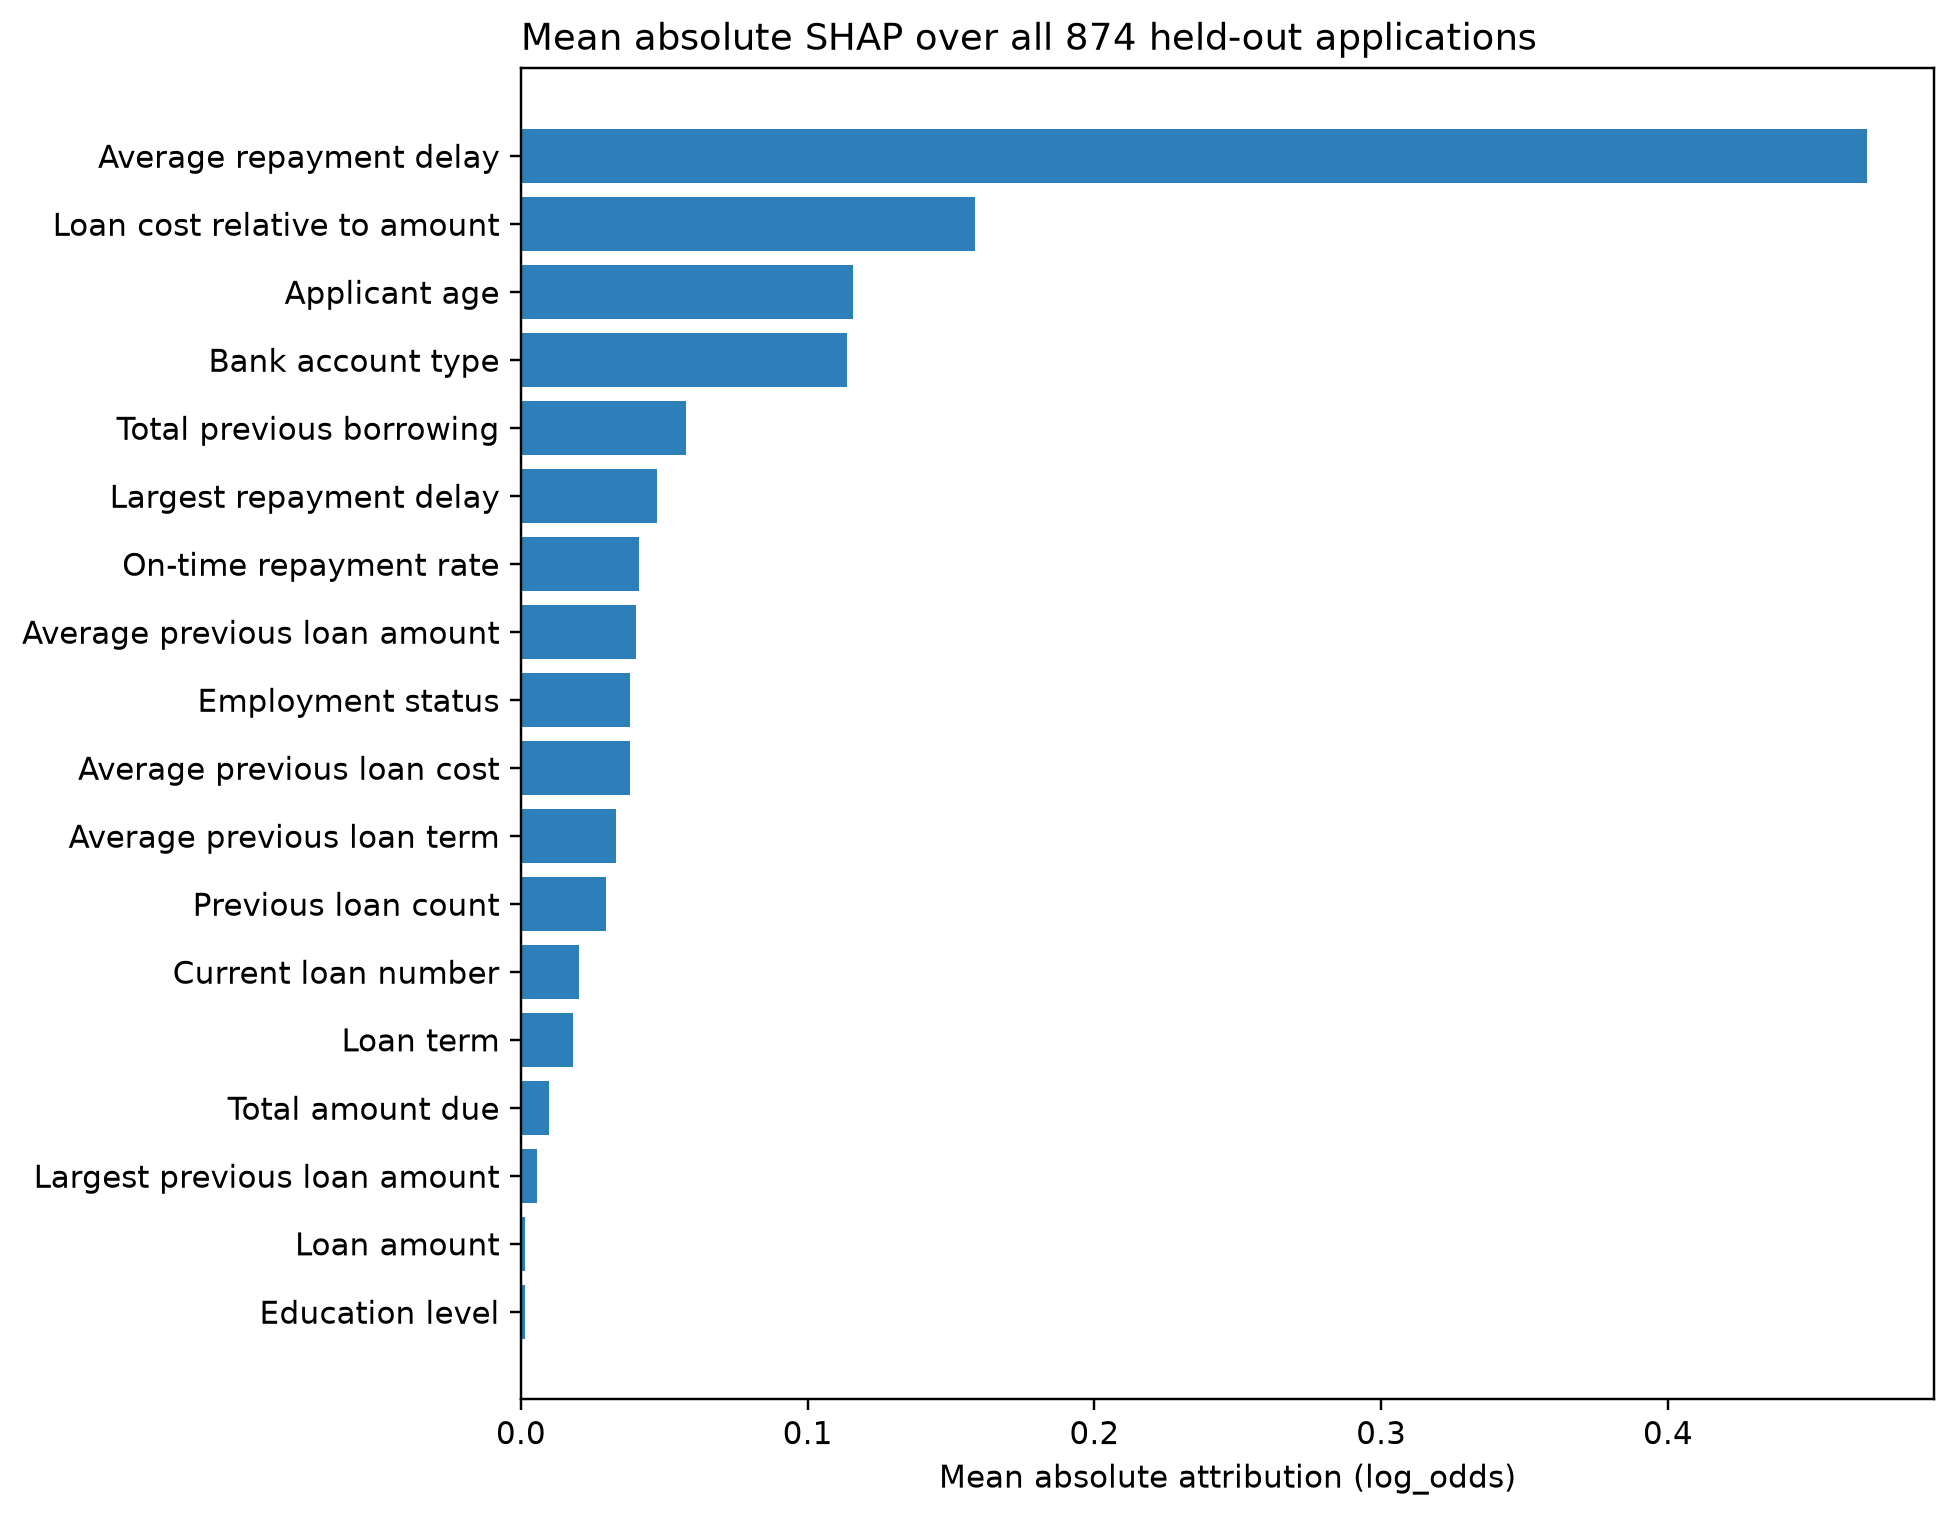 Mean absolute SHAP over all 874 held-out applications
Average repayment delay
Loan cost relative to amount
Applicant age
Bank account type
Total previous borrowing
Largest repayment delay
On-time repayment rate
Average previous loan amount
Employment status
Average previous loan cost
Average previous loan term
Previous loan count
Current loan number
Loan term
Total amount due
Largest previous loan amount
Loan amount
Education level
0.0 0.1 0.2 0.3 0.4
Mean absolute attribution (log_odds)